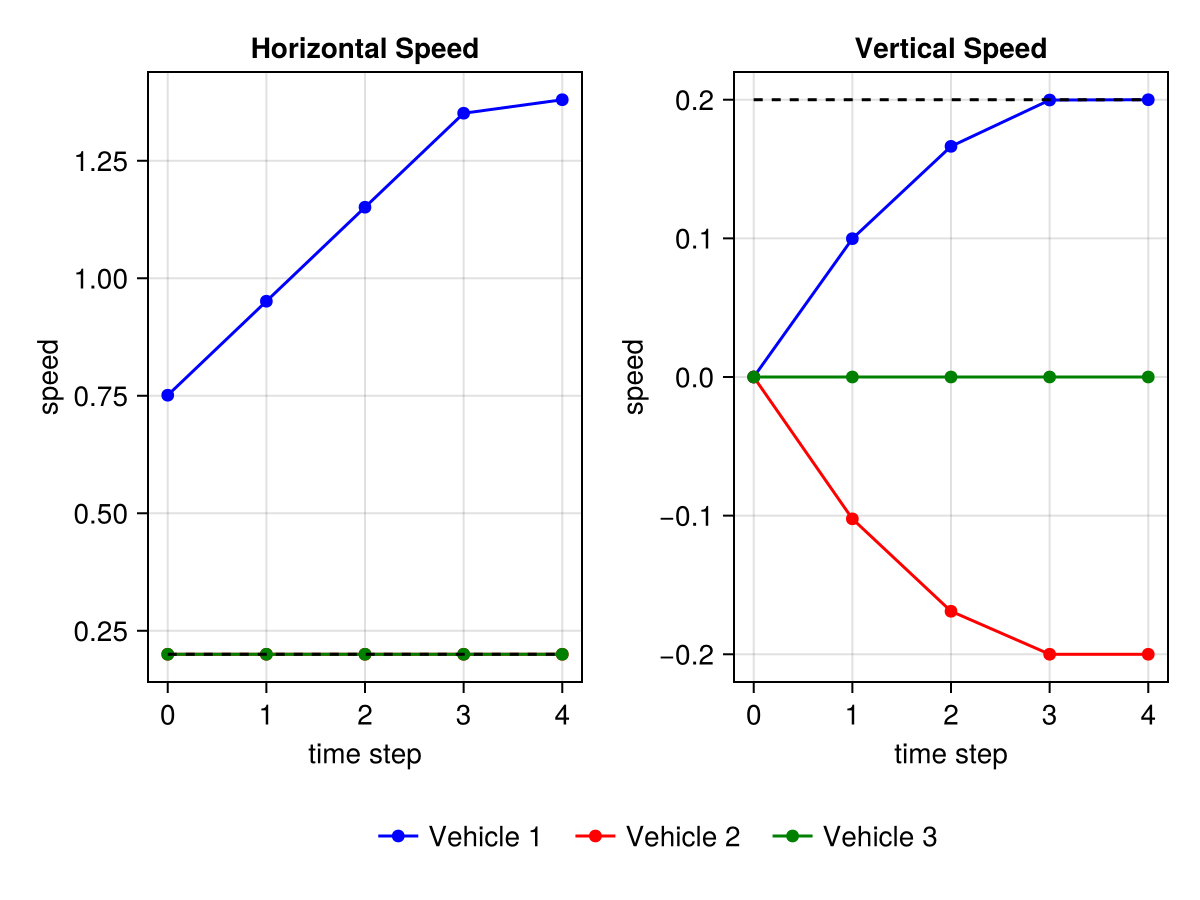 Horizontal Speed
speed
1.25
1.00
0.75
0.50
0.25
0 1 2 3 4
time step
Vertical Speed
speed
0.2
0.1
0.0
−0.1
−0.2
0 1 2 3 4
time step
Vehicle 1 Vehicle 2 Vehicle 3